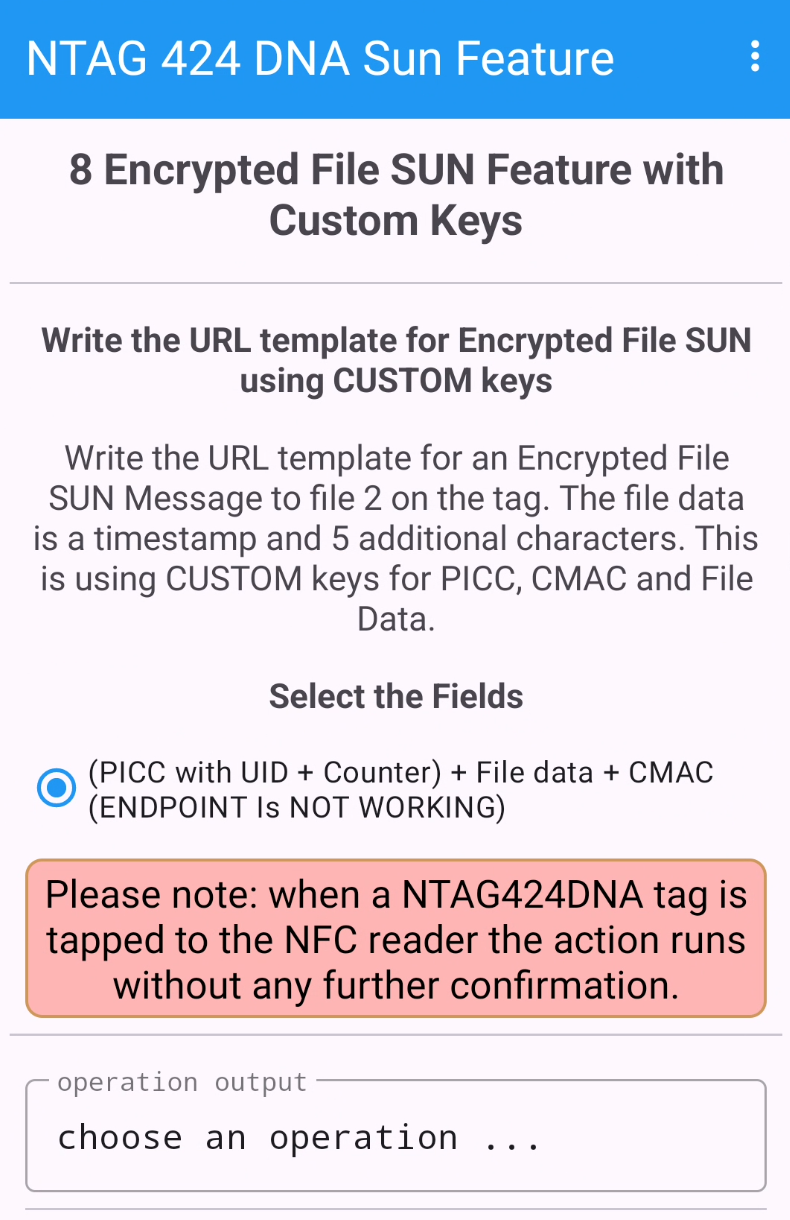 NTAG 424 DNA Sun Feature
8 Encrypted File SUN Feature with
Custom Keys
Write the URL template for Encrypted File SUN
using CUSTOM keys
Write the URL template for an Encrypted File
SUN Message to file 2 on the tag. The file data
is a timestamp and 5 additional characters. This
is using CUSTOM keys for PICC, CMAC and File
Data.
Select the Fields
(PICC with UID + Counter) + File data + CMAC
(ENDPOINT Is NOT WORKING)
Please note: when a NTAG424DNA tag is
tapped to the NFC reader the action runs
without any further confirmation.
operation output
choose an operation ...